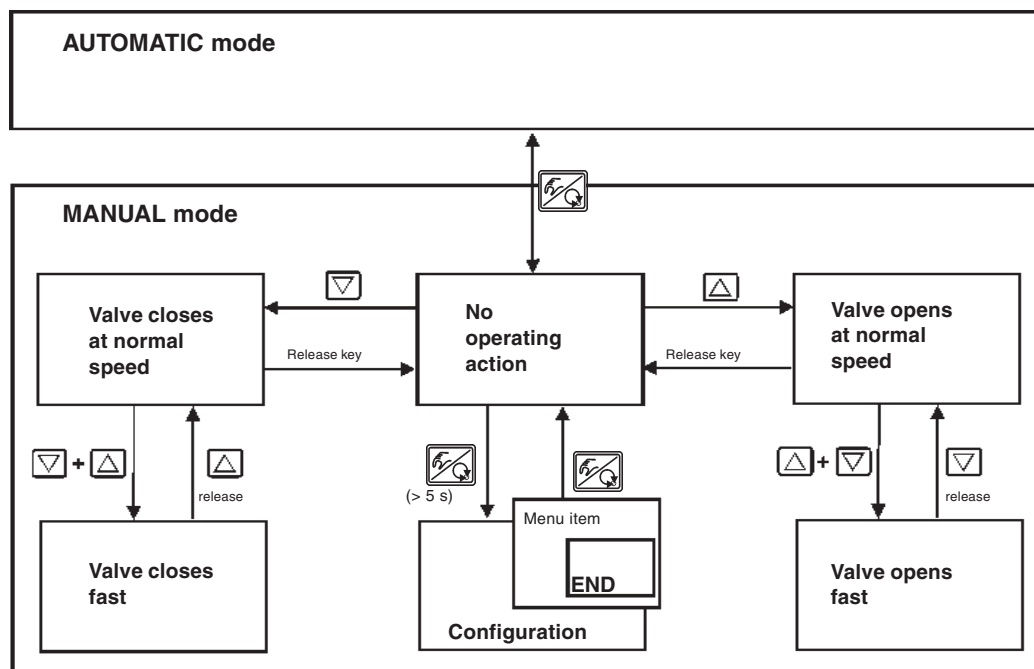 AUTOMATIC mode
MANUAL mode
Valve closes
at normal
speed
Release key
No
operating
action
Release key
Valve opens
at normal
speed
+
release
(> 5 s)
+
release
Valve closes
fast
Menu item
END
Configuration
Valve opens
fast